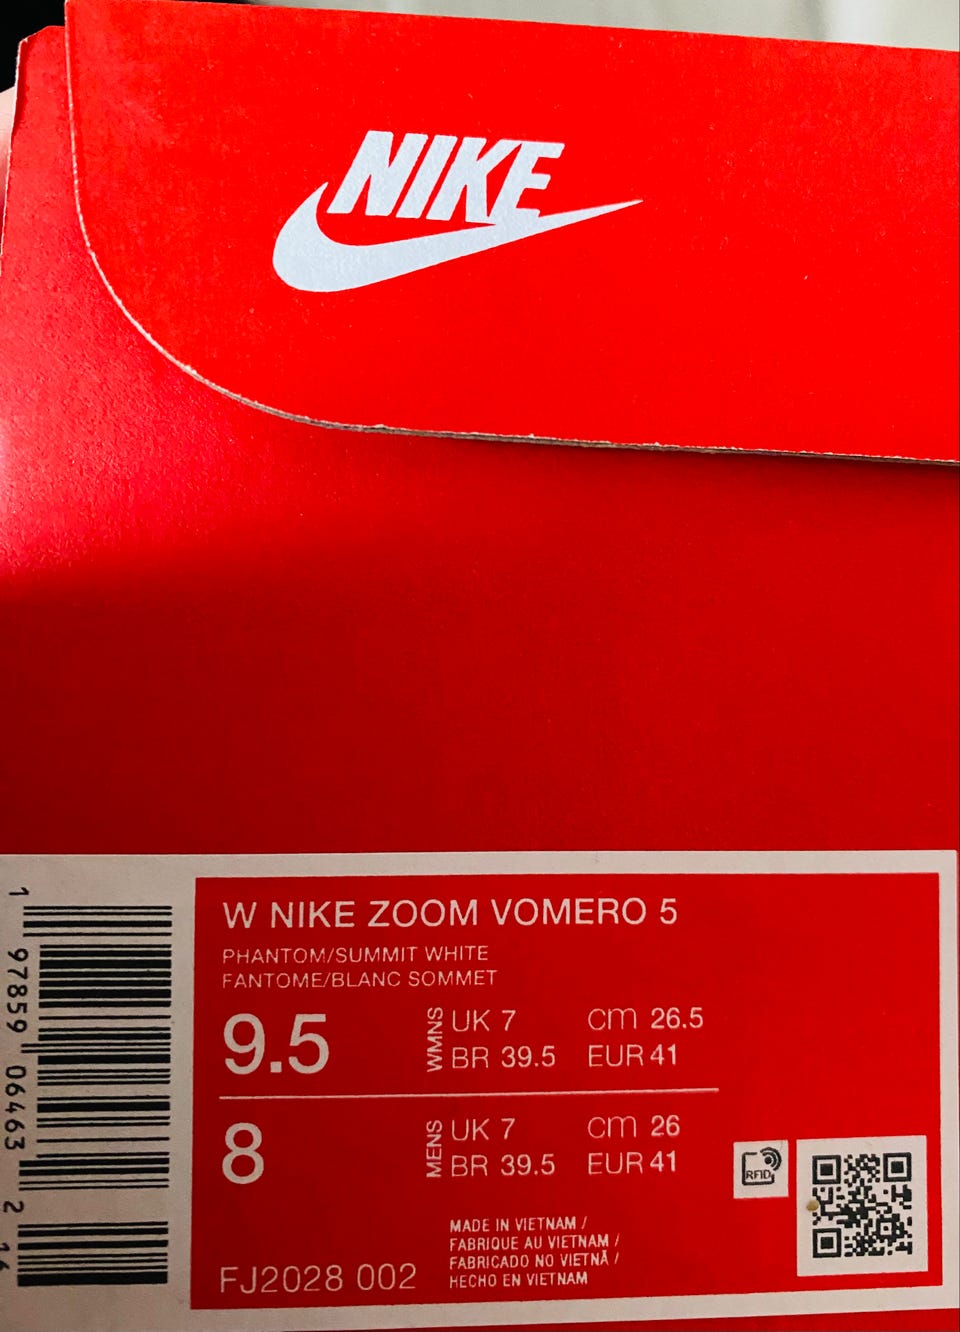 NIKE
W NIKE ZOOM VOMERO 5
PHANTOM/SUMMIT WHITE
FANTOME/BLANC SOMMET
9.5 WMNS UK 7 cm 26.5
BR 39.5 EUR 41
8 MENS UK 7 cm 26
BR 39.5 EUR 41
RFID
MADE IN VIETNAM /
FABRIQUE AU VIETNAM /
FABRICADO NO VIETNÃ /
HECHO EN VIETNAM
FJ2028 002
1 97859 06463 2